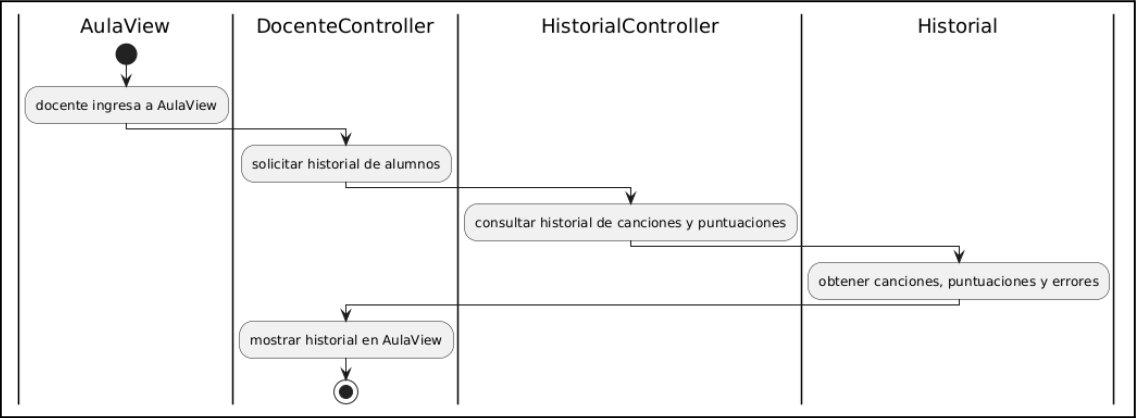 AulaView
DocenteController
HistorialController
Historial
docente ingresa a AulaView
solicitar historial de alumnos
consultar historial de canciones y puntuaciones
obtener canciones, puntuaciones y errores
mostrar historial en AulaView